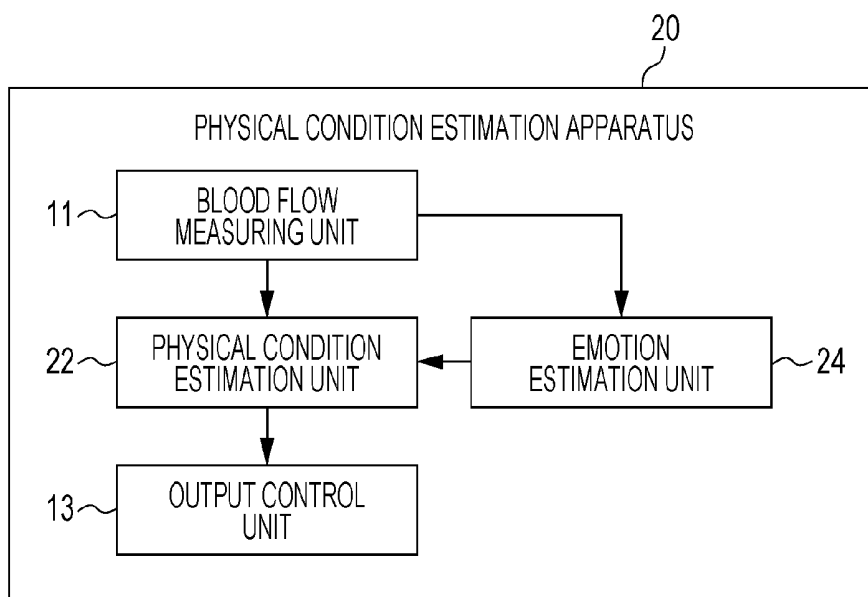 20
PHYSICAL CONDITION ESTIMATION APPARATUS
11
BLOOD FLOW
MEASURING UNIT
22
PHYSICAL CONDITION
ESTIMATION UNIT
EMOTION
ESTIMATION UNIT
24
13
OUTPUT CONTROL
UNIT